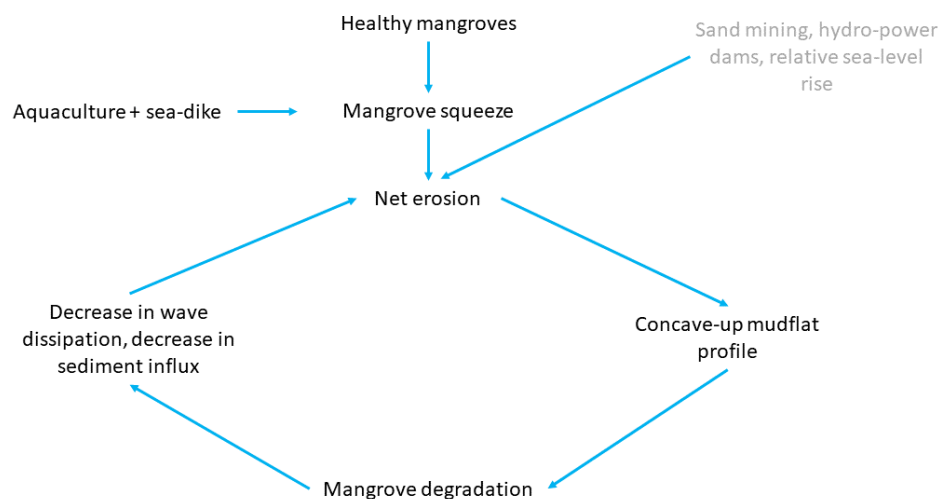 Healthy mangroves
Sand mining, hydro-power
dams, relative sea-level
rise
Aquaculture + sea-dike
Mangrove squeeze
Net erosion
Decrease in wave
dissipation, decrease in
sediment influx
Concave-up mudflat
profile
Mangrove degradation